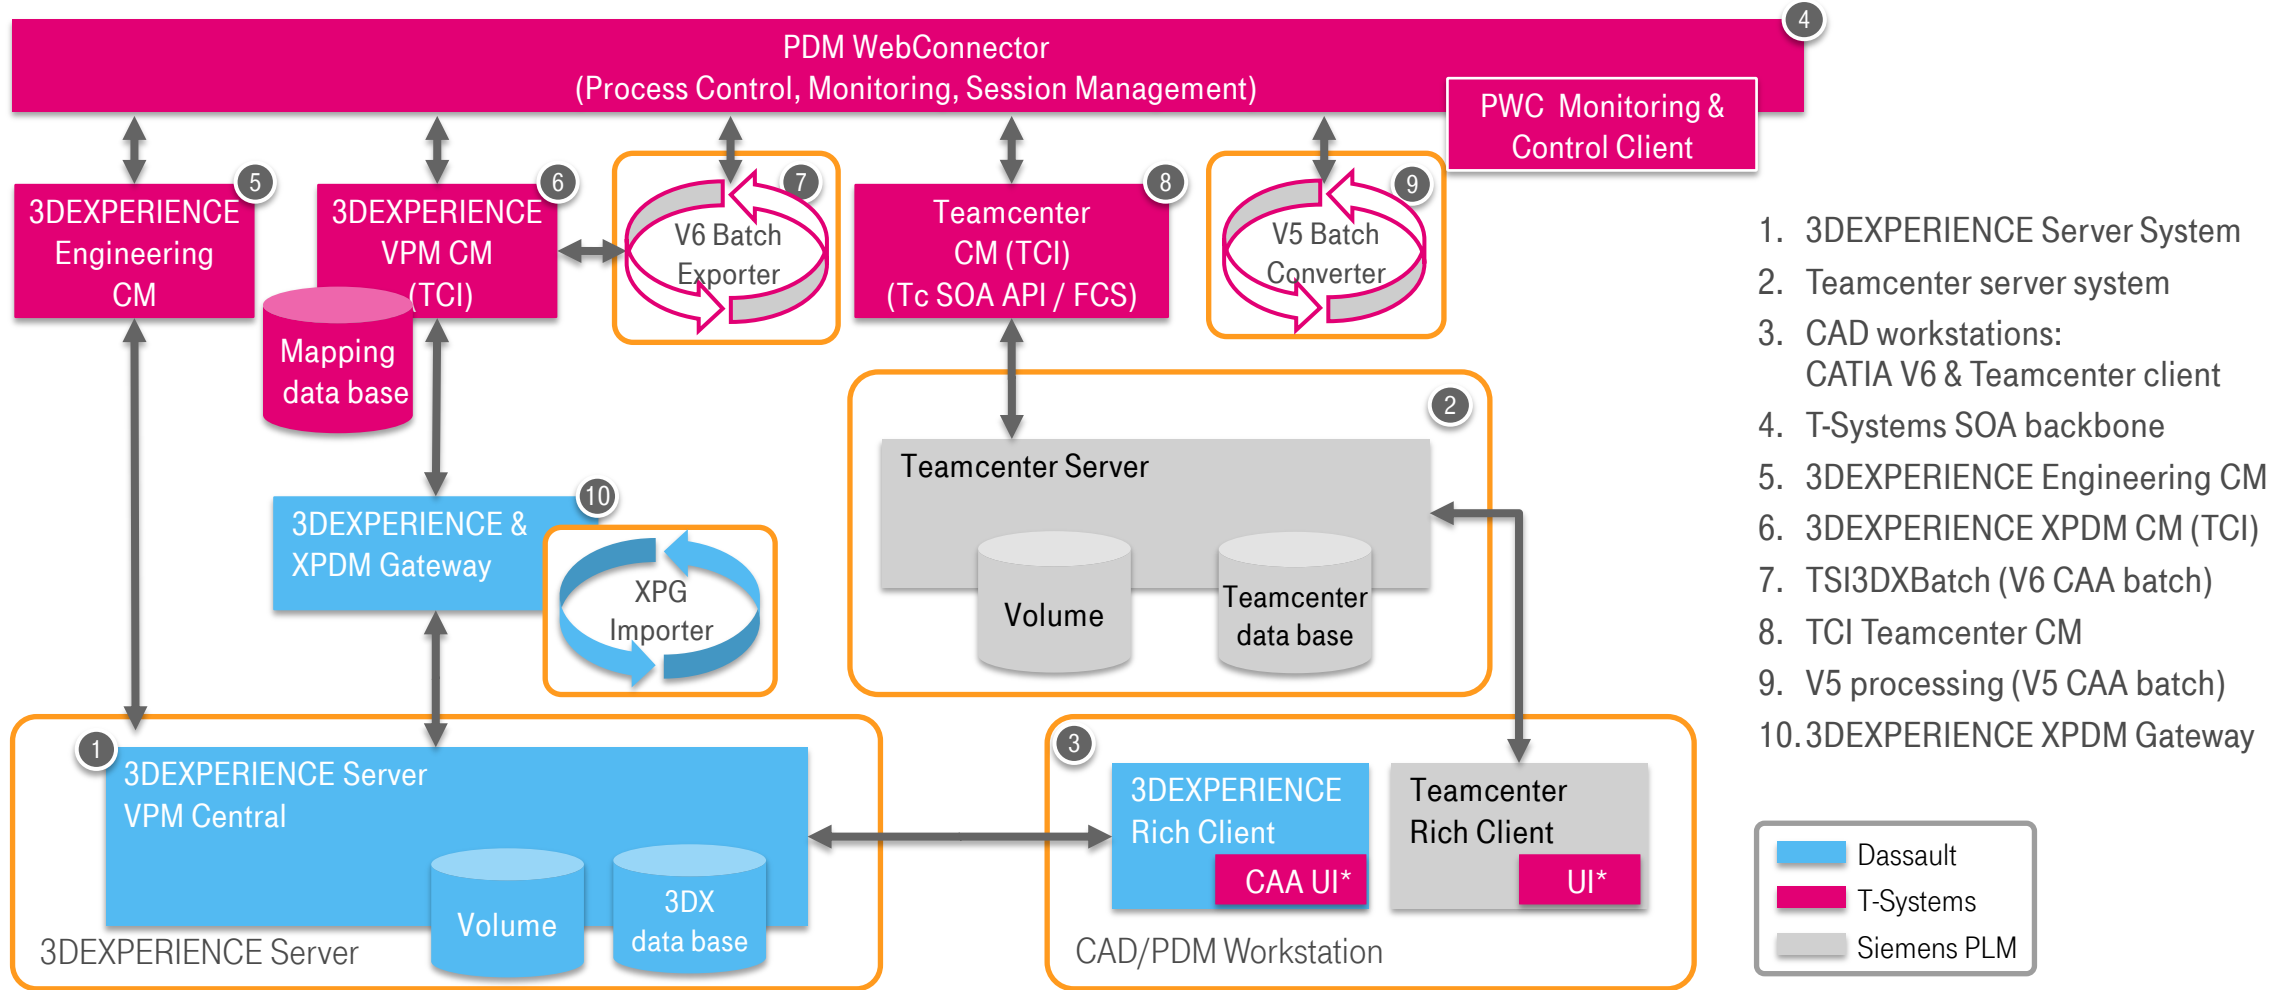 4
PDM WebConnector
(Process Control, Monitoring, Session Management)
PWC Monitoring &
Control Client
5
3DEXPERIENCE
Engineering
CM
6
3DEXPERIENCE
VPM CM
(TCI)
Mapping
data base
7
V6 Batch
Exporter
8
Teamcenter
CM (TCI)
(Tc SOA API / FCS)
9
V5 Batch
Converter
10
3DEXPERIENCE &
XPDM Gateway
XPG
Importer
2
Teamcenter Server
Volume
Teamcenter
data base
1
3DEXPERIENCE Server
VPM Central
Volume
3DX
data base
3DEXPERIENCE Server
3
3DEXPERIENCE
Rich Client
CAA UI*
Teamcenter
Rich Client
UI*
CAD/PDM Workstation
1. 3DEXPERIENCE Server System
2. Teamcenter server system
3. CAD workstations:
CATIA V6 & Teamcenter client
4. T-Systems SOA backbone
5. 3DEXPERIENCE Engineering CM
6. 3DEXPERIENCE XPDM CM (TCI)
7. TSI3DXBatch (V6 CAA batch)
8. TCI Teamcenter CM
9. V5 processing (V5 CAA batch)
10. 3DEXPERIENCE XPDM Gateway
Dassault
T-Systems
Siemens PLM